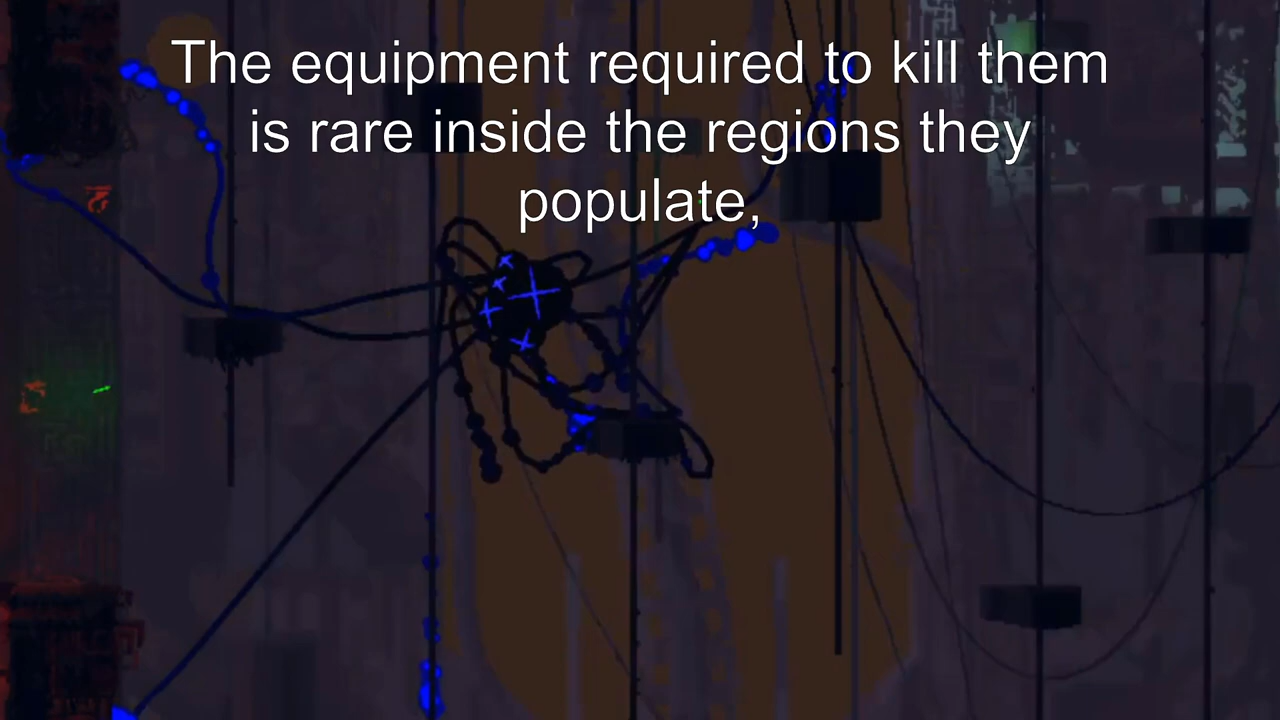 The equipment required to kill them
is rare inside the regions they
populate,